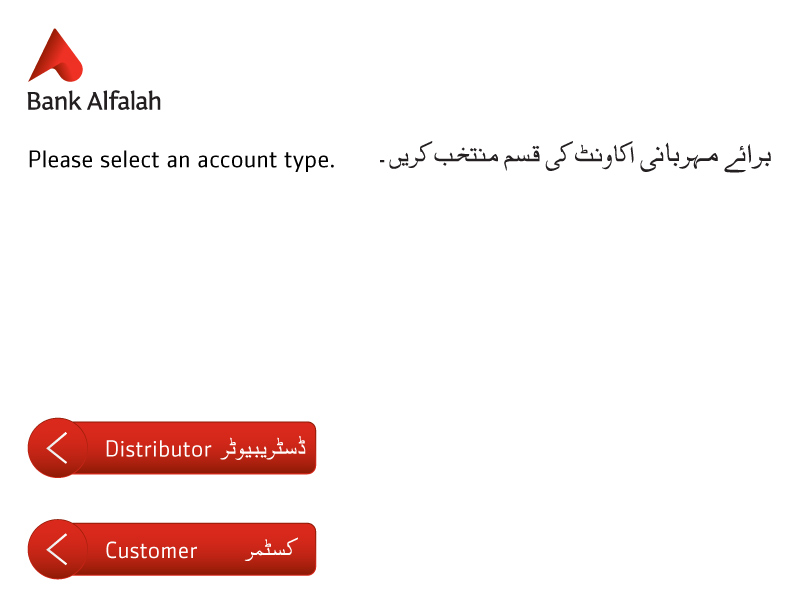 Bank Alfalah
Please select an account type. برائے مہربانی اکاونٹ کی قسم منتخب کریں۔
Distributor ڈسٹریبیوٹر
Customer کسٹمر